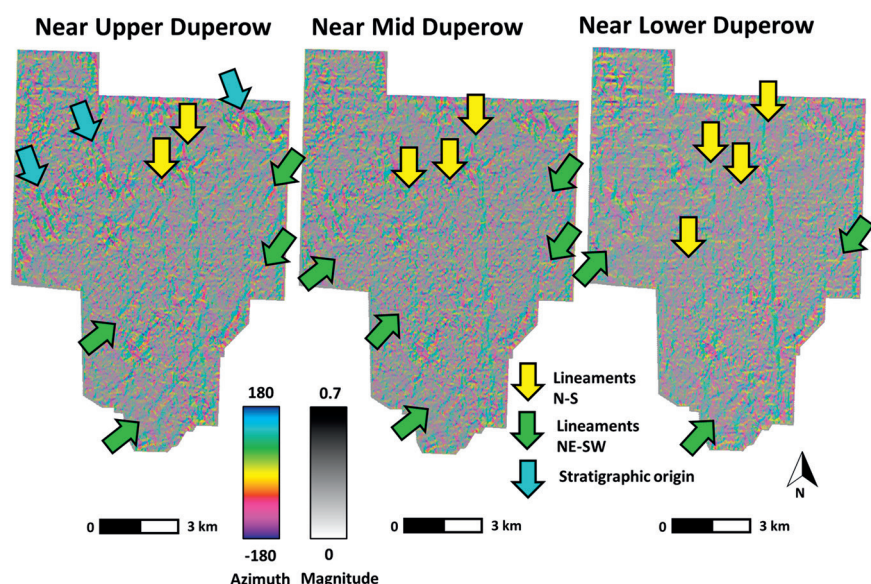 Near Upper Duperow
Near Mid Duperow
Near Lower Duperow
180
0.7
-180
0
Azimuth
Magnitude
Lineaments
N-S
Lineaments
NE-SW
Stratigraphic origin
N
0 3 km
0 3 km
0 3 km